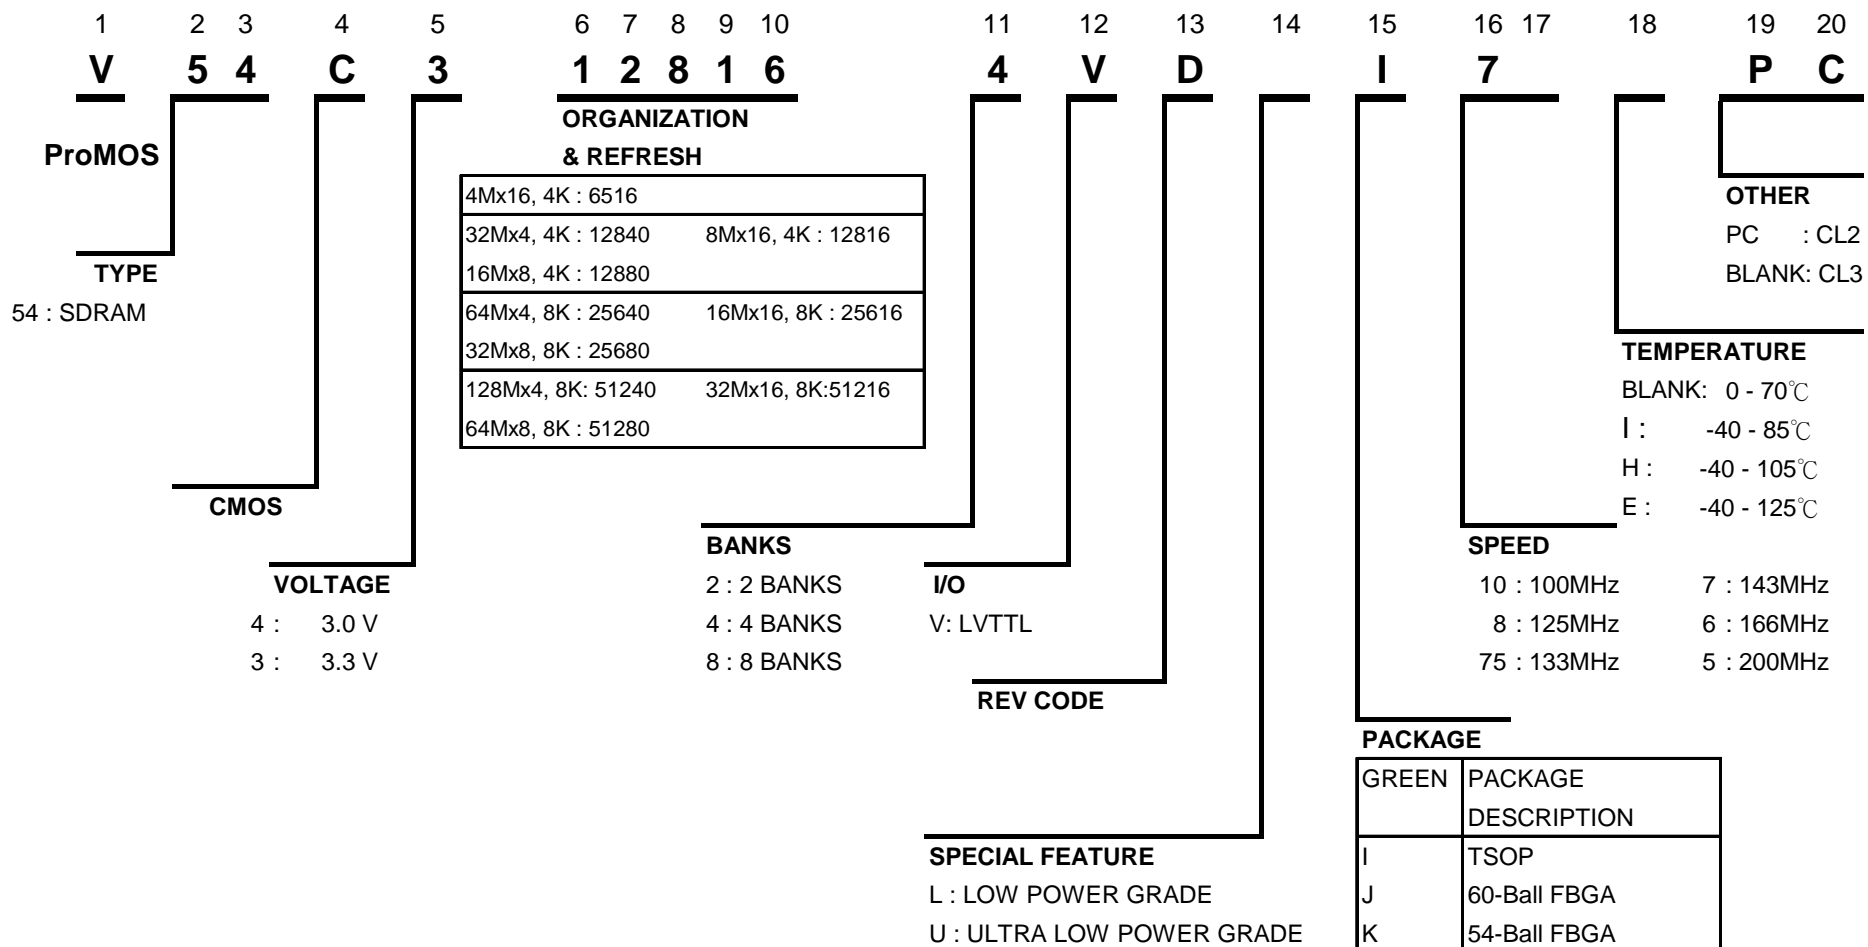 1 2 3 4 5 6 7 8 9 10 11 12 13 14 15 16 17 18 19 20
V 5 4 C 3 1 2 8 1 6 4 V D I 7 P C
ProMOS
TYPE
54 : SDRAM
CMOS
VOLTAGE
4 : 3.0 V
3 : 3.3 V
ORGANIZATION
& REFRESH
4Mx16, 4K : 6516
32Mx4, 4K : 12840 8Mx16, 4K : 12816
16Mx8, 4K : 12880
64Mx4, 8K : 25640 16Mx16, 8K : 25616
32Mx8, 8K : 25680
128Mx4, 8K: 51240 32Mx16, 8K:51216
64Mx8, 8K : 51280
BANKS
2 : 2 BANKS
4 : 4 BANKS
8 : 8 BANKS
I/O
V: LVTTL
REV CODE
SPECIAL FEATURE
L : LOW POWER GRADE
U : ULTRA LOW POWER GRADE
PACKAGE
GREEN PACKAGE
DESCRIPTION
I TSOP
J 60-Ball FBGA
K 54-Ball FBGA
SPEED
10 : 100MHz 7 : 143MHz
8 : 125MHz 6 : 166MHz
75 : 133MHz 5 : 200MHz
TEMPERATURE
BLANK: 0 - 70℃
I : -40 - 85℃
H : -40 - 105℃
E : -40 - 125℃
OTHER
PC : CL2
BLANK: CL3